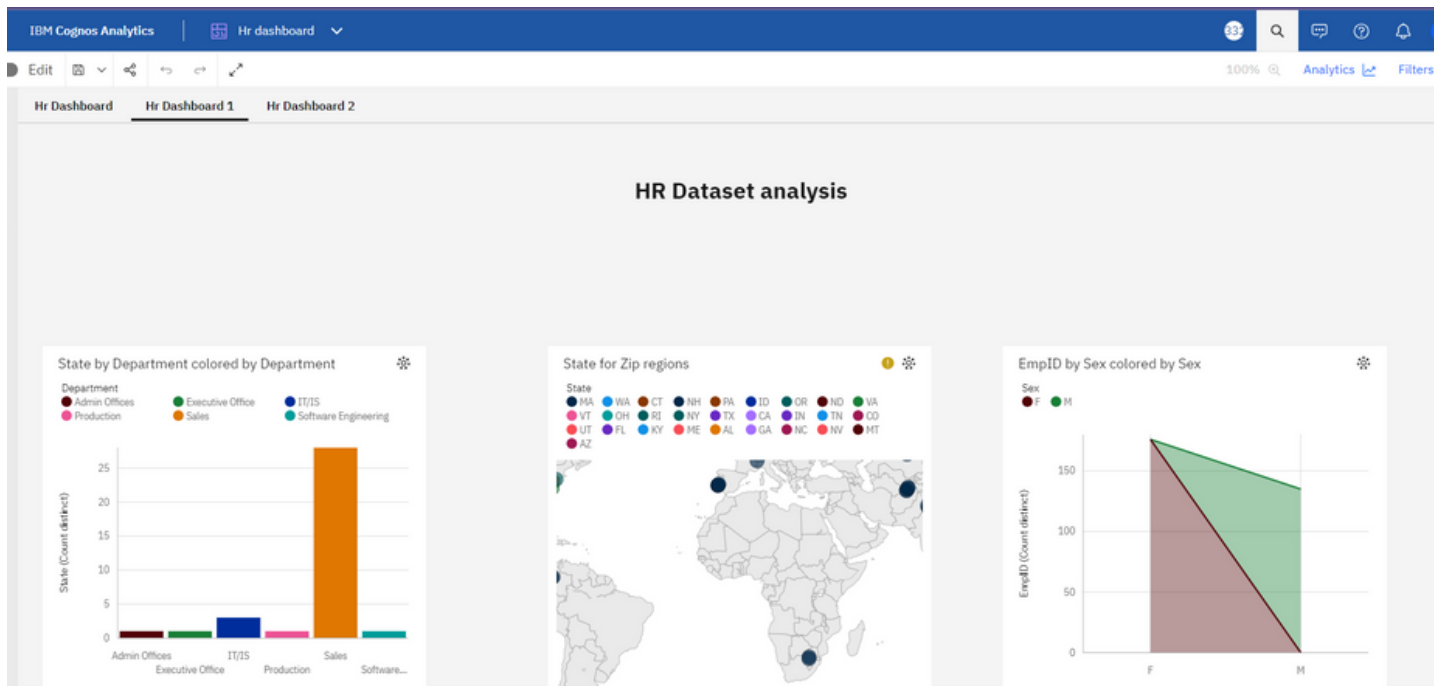 IBM Cognos Analytics Hr dashboard
Edit 100% Analytics Filters
Hr Dashboard Hr Dashboard 1 Hr Dashboard 2
HR Dataset analysis
State by Department colored by Department
Department
Admin Offices Executive Office IT/IS
Production Sales Software Engineering
State (Count distinct)
25
20
15
10
5
0
Admin Offices IT/IS Sales
Executive Office Production Software...
State for Zip regions
State
MA WA CT NH PA ID OR ND VA
VT OH RI NY TX CA IN TN CO
UT FL KY ME AL GA NC NV MT
AZ
EmpID by Sex colored by Sex
Sex
F M
EmpID (Count distinct)
150
100
50
0
F M